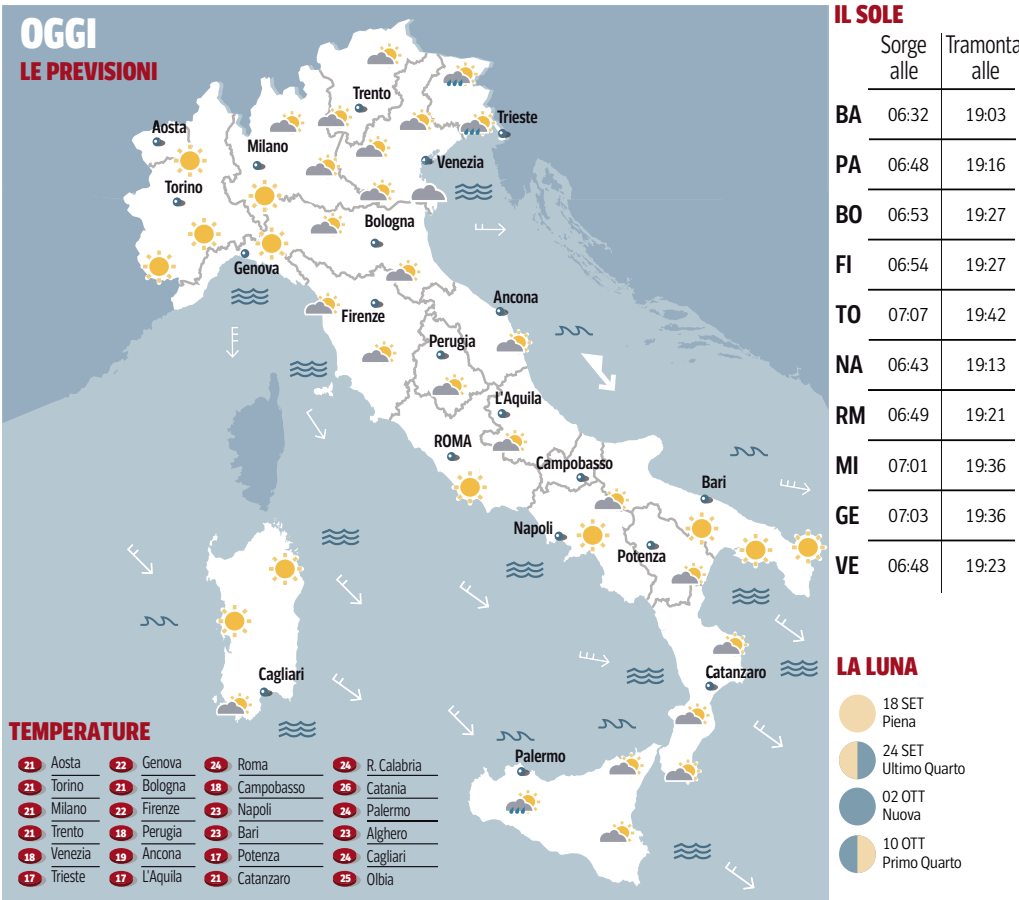 OGGI
LE PREVISIONI
Trento
Aosta
Trieste
Milano
Venezia
Torino
Bologna
Genova
Ancona
Firenze
Perugia
L'Aquila
ROMA
Campobasso
Bari
Napoli
Potenza
Cagliari
Catanzaro
Palermo
TEMPERATURE
21 Aosta
21 Torino
21 Milano
21 Trento
18 Venezia
17 Trieste
22 Genova
21 Bologna
22 Firenze
18 Perugia
19 Ancona
17 L'Aquila
24 Roma
18 Campobasso
23 Napoli
23 Bari
17 Potenza
21 Catanzaro
24 R. Calabria
26 Catania
24 Palermo
23 Alghero
24 Cagliari
25 Olbia
IL SOLE
Sorge Tramonta
alle alle
BA 06:32 19:03
PA 06:48 19:16
BO 06:53 19:27
FI 06:54 19:27
TO 07:07 19:42
NA 06:43 19:13
RM 06:49 19:21
MI 07:01 19:36
GE 07:03 19:36
VE 06:48 19:23
LA LUNA
18 SET
Piena
24 SET
Ultimo Quarto
02 OTT
Nuova
10 OTT
Primo Quarto